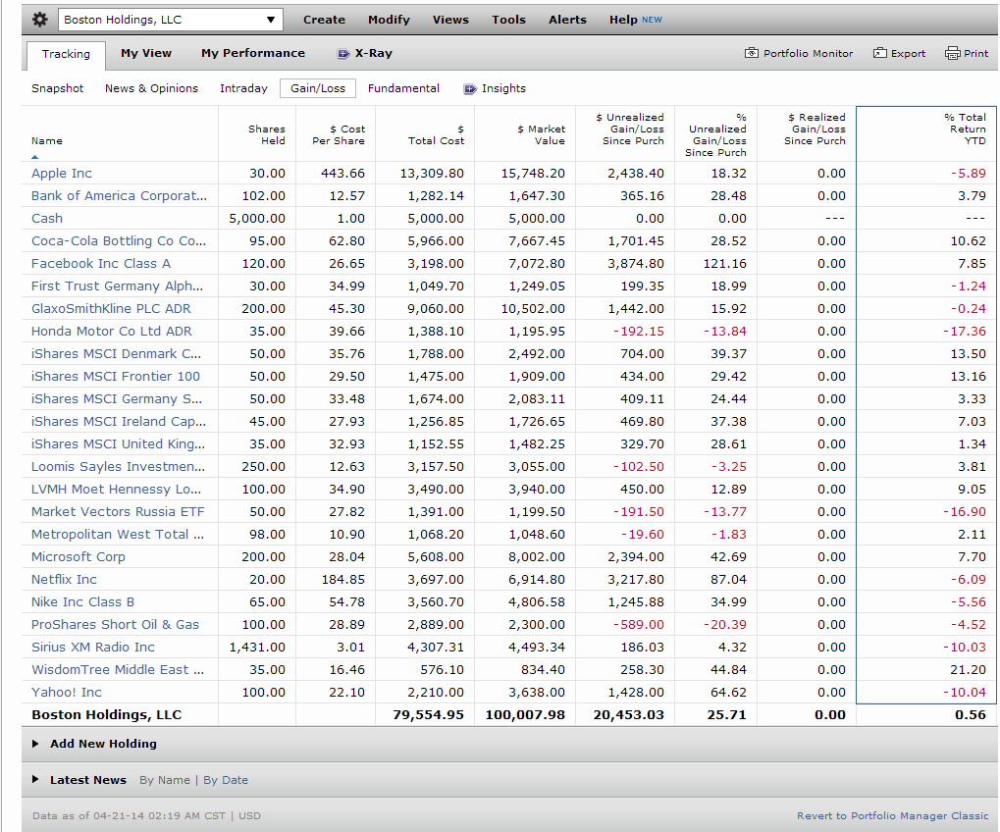 Boston Holdings, LLC Create Modify Views Tools Alerts Help NEW
Tracking My View My Performance X-Ray Portfolio Monitor Export Print
Snapshot News & Opinions Intraday Gain/Loss Fundamental Insights
Name Shares Held $ Cost Per Share $ Total Cost $ Market Value $ Unrealized Gain/Loss Since Purch % Unrealized Gain/Loss Since Purch $ Realized Gain/Loss Since Purch % Total Return YTD
Apple Inc 30.00 443.66 13,309.80 15,748.20 2,438.40 18.32 0.00 -5.89
Bank of America Corporat... 102.00 12.57 1,282.14 1,647.30 365.16 28.48 0.00 3.79
Cash 5,000.00 1.00 5,000.00 5,000.00 0.00 0.00 --- ---
Coca-Cola Bottling Co Co... 95.00 62.80 5,966.00 7,667.45 1,701.45 28.52 0.00 10.62
Facebook Inc Class A 120.00 26.65 3,198.00 7,072.80 3,874.80 121.16 0.00 7.85
First Trust Germany Alph... 30.00 34.99 1,049.70 1,249.05 199.35 18.99 0.00 -1.24
GlaxoSmithKline PLC ADR 200.00 45.30 9,060.00 10,502.00 1,442.00 15.92 0.00 -0.24
Honda Motor Co Ltd ADR 35.00 39.66 1,388.10 1,195.95 -192.15 -13.84 0.00 -17.36
iShares MSCI Denmark C... 50.00 35.76 1,788.00 2,492.00 704.00 39.37 0.00 13.50
iShares MSCI Frontier 100 50.00 29.50 1,475.00 1,909.00 434.00 29.42 0.00 13.16
iShares MSCI Germany S... 50.00 33.48 1,674.00 2,083.11 409.11 24.44 0.00 3.33
iShares MSCI Ireland Cap... 45.00 27.93 1,256.85 1,726.65 469.80 37.38 0.00 7.03
iShares MSCI United King... 35.00 32.93 1,152.55 1,482.25 329.70 28.61 0.00 1.34
Loomis Sayles Investmen... 250.00 12.63 3,157.50 3,055.00 -102.50 -3.25 0.00 3.81
LVMH Moet Hennessy Lo... 100.00 34.90 3,490.00 3,940.00 450.00 12.89 0.00 9.05
Market Vectors Russia ETF 50.00 27.82 1,391.00 1,199.50 -191.50 -13.77 0.00 -16.90
Metropolitan West Total ... 98.00 10.90 1,068.20 1,048.60 -19.60 -1.83 0.00 2.11
Microsoft Corp 200.00 28.04 5,608.00 8,002.00 2,394.00 42.69 0.00 7.70
Netflix Inc 20.00 184.85 3,697.00 6,914.80 3,217.80 87.04 0.00 -6.09
Nike Inc Class B 65.00 54.78 3,560.70 4,806.58 1,245.88 34.99 0.00 -5.56
ProShares Short Oil & Gas 100.00 28.89 2,889.00 2,300.00 -589.00 -20.39 0.00 -4.52
Sirius XM Radio Inc 1,431.00 3.01 4,307.31 4,493.34 186.03 4.32 0.00 -10.03
WisdomTree Middle East ... 35.00 16.46 576.10 834.40 258.30 44.84 0.00 21.20
Yahoo! Inc 100.00 22.10 2,210.00 3,638.00 1,428.00 64.62 0.00 -10.04
Boston Holdings, LLC 79,554.95 100,007.98 20,453.03 25.71 0.00 0.56
Add New Holding
Latest News By Name | By Date
Data as of 04-21-14 02:19 AM CST | USD Revert to Portfolio Manager Classic